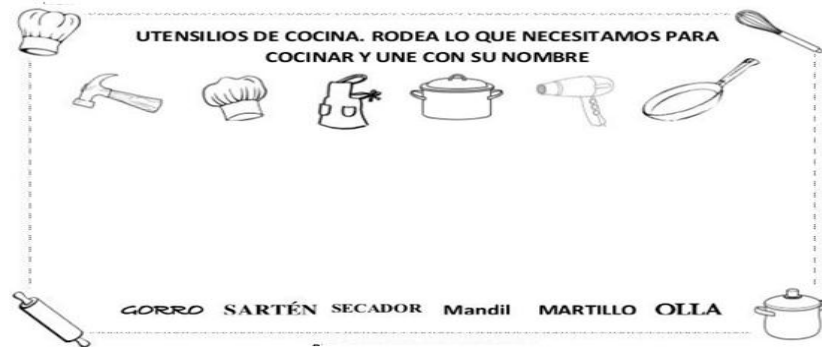 UTENSILIOS DE COCINA. RODEA LO QUE NECESITAMOS PARA
COCINAR Y UNE CON SU NOMBRE
GORRO SARTÉN SECADOR Mandil MARTILLO OLLA